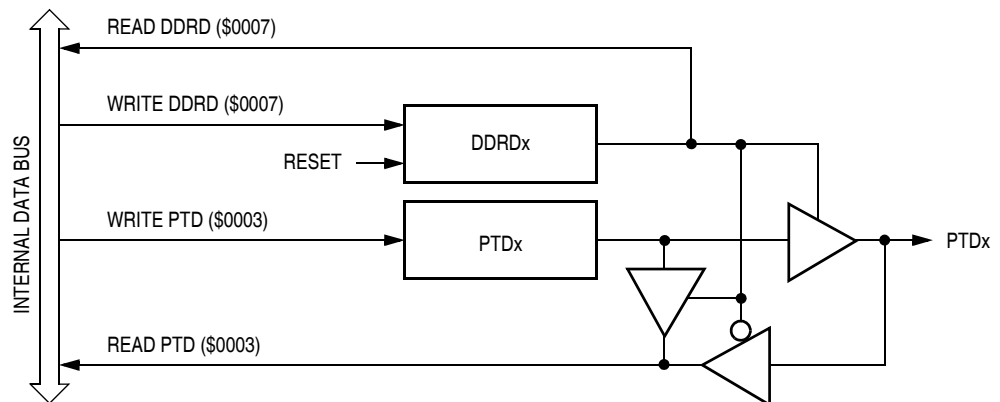 READ DDRD ($0007)
WRITE DDRD ($0007)
DDRDx
RESET
INTERNAL DATA BUS
WRITE PTD ($0003)
PTDx
PTDx
READ PTD ($0003)